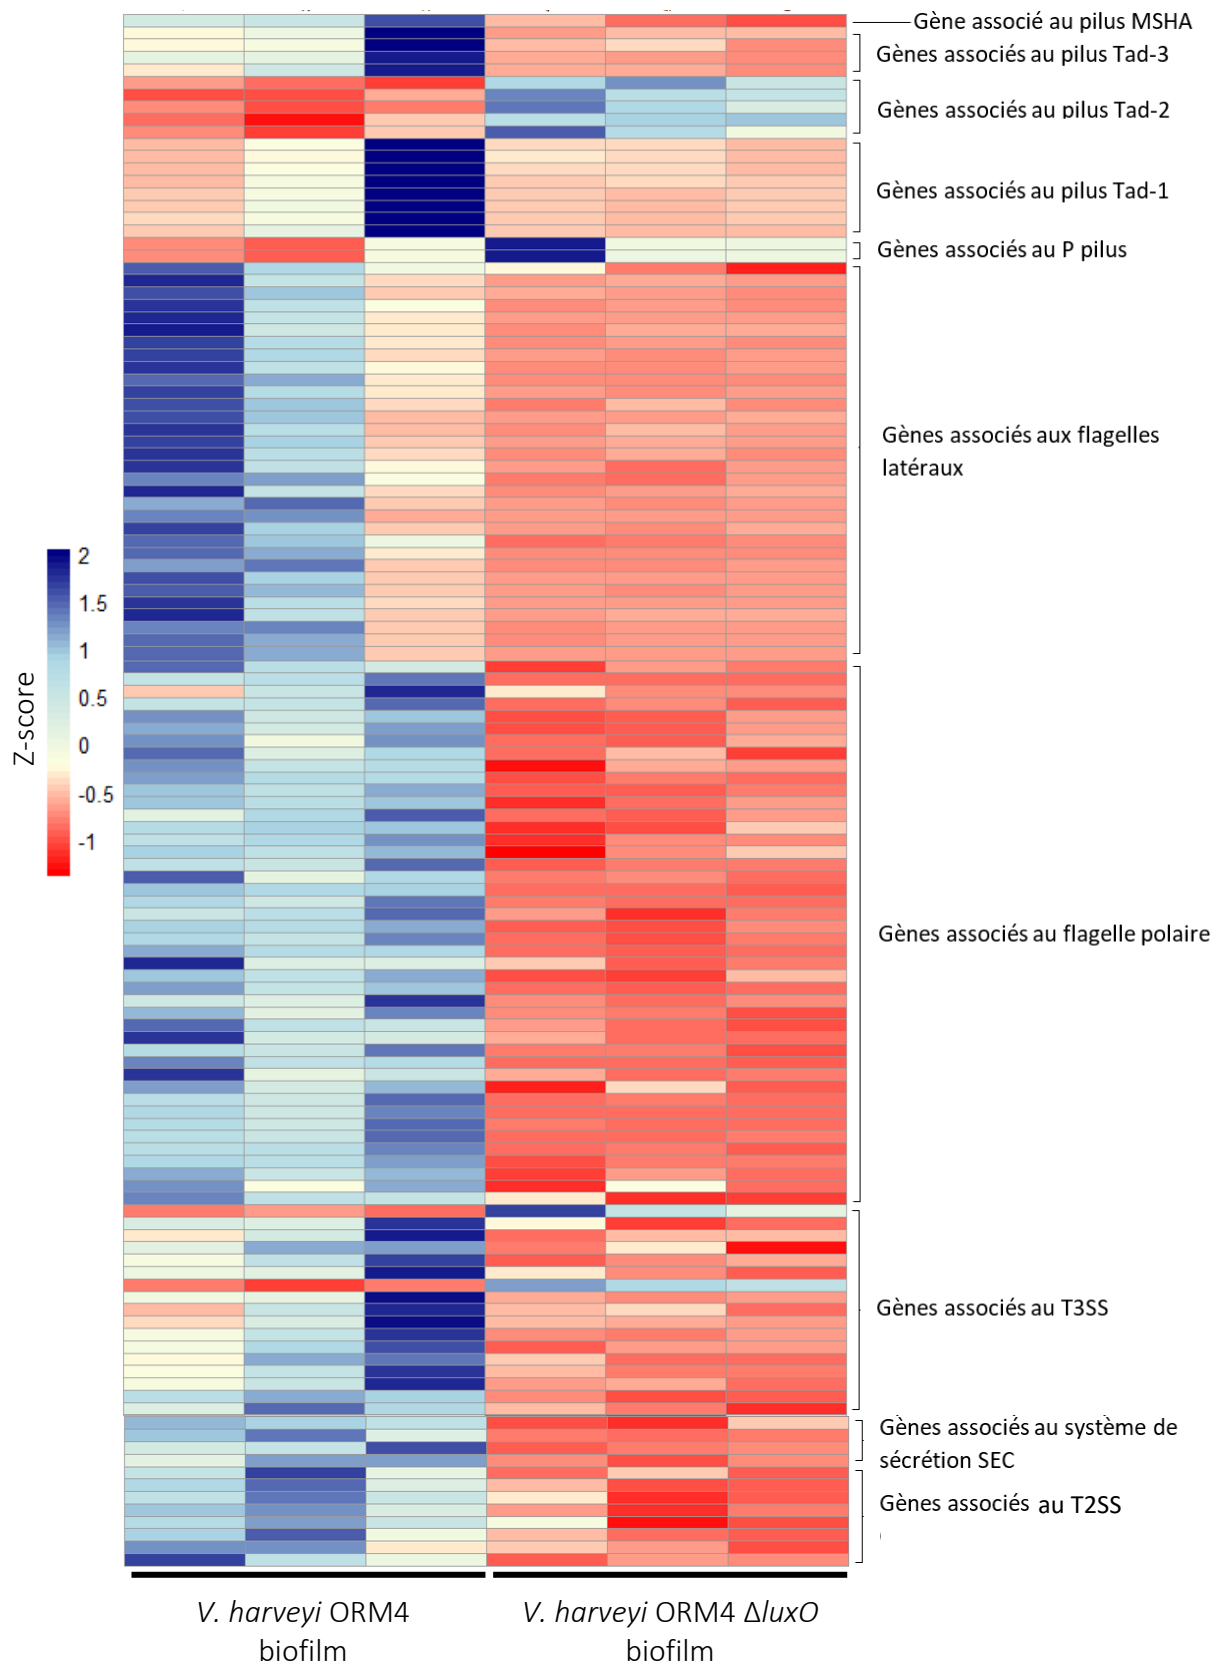 Gène associé au pilus MSHA
Gènes associés au pilus Tad-3
Gènes associés au pilus Tad-2
Gènes associés au pilus Tad-1
Gènes associés au P pilus
Gènes associés aux flagelles
latéraux
Z-score
2
1.5
1
0.5
0
-0.5
-1
Gènes associés au flagelle polaire
Gènes associés au T3SS
Gènes associés au système de
sécrétion SEC
Gènes associés au T2SS
V. harveyi ORM4
biofilm
V. harveyi ORM4 ΔluxO
biofilm